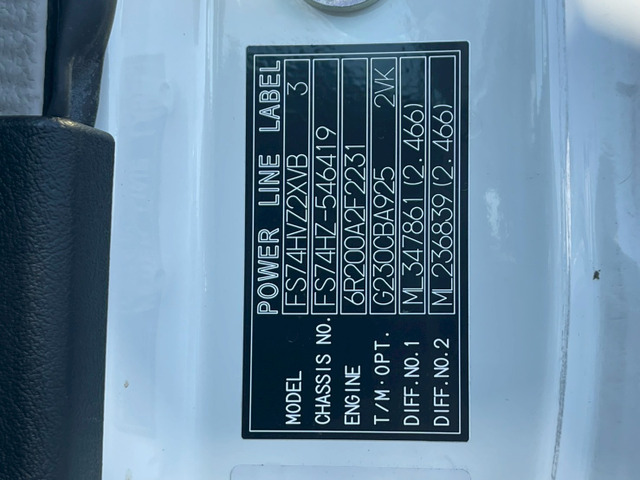 POWER LINE LABEL
MODEL FS74HVZ2XVB 3
CHASSIS NO. FS74HZ-546419
ENGINE 6R200A2F2231
T/M·OPT. G230CBA925 2VK
DIFF.NO.1 ML347861(2.466)
DIFF.NO.2 ML236839(2.466)